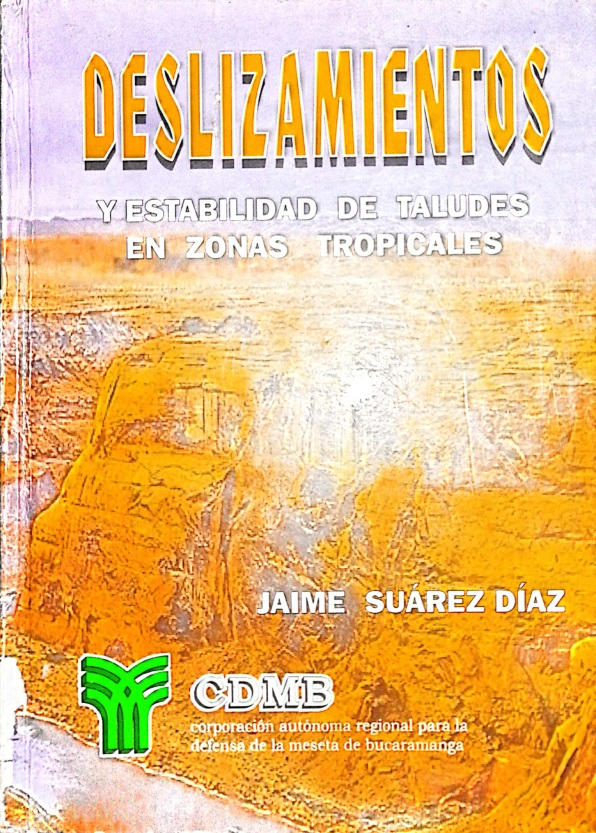 DESLIZAMIENTOS
Y ESTABILIDAD DE TALUDES
EN ZONAS TROPICALES
JAIME SUÁREZ DÍAZ
CDMB
corporación autónoma regional para la
defensa de la meseta de bucaramanga